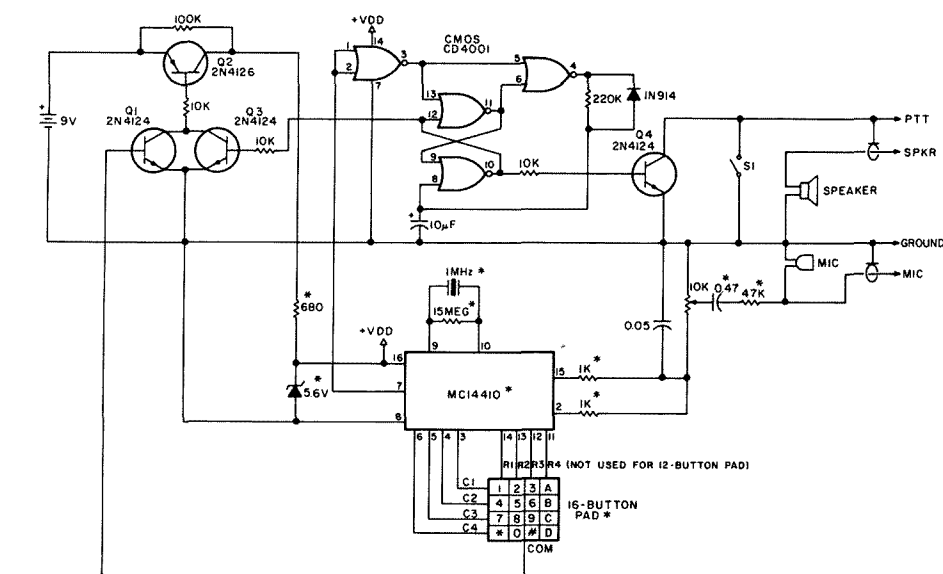 100K
+VDD
14
CMOS
CD4001
1
2
3
7
Q2
2N4126
5
6
4
220K
1N914
+
9V
Q1
2N4124
10K
Q3
2N4124
10K
13
12
11
Q4
2N4124
PTT
SPKR
S1
SPEAKER
9
8
10
10K
+
10µF
GROUND
MIC
MIC
1MHz *
15MEG *
*
680
10K
*
0.47
*
47K
0.05
+VDD
9
10
16
*
5.6V
7
8
MC14410 *
15
1K *
2
1K *
6 5 4 3
14 13 12 11
R1 R2 R3 R4 (NOT USED FOR 12-BUTTON PAD)
C1
C2
C3
C4
1 2 3 A
4 5 6 B
7 8 9 C
* 0 # D
16-BUTTON
PAD *
COM